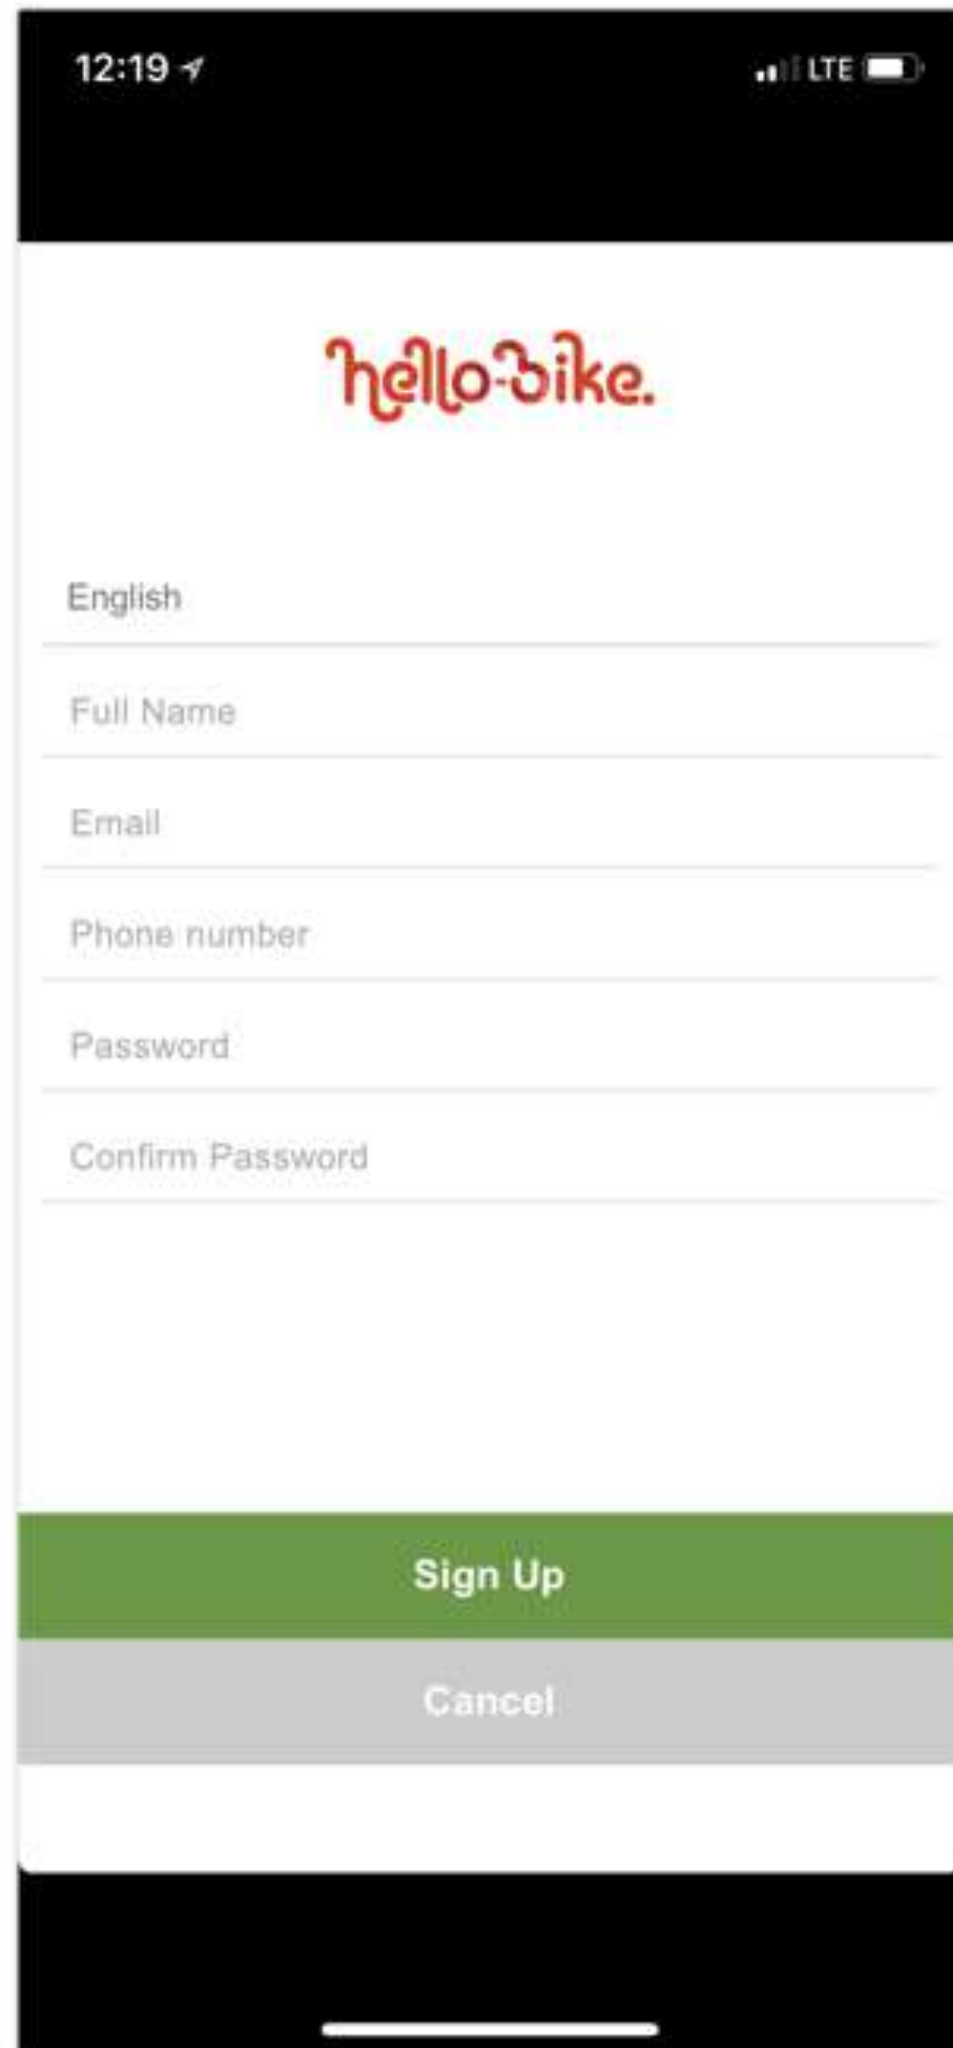 12:19
LTE
hello-bike.
English
Full Name
Email
Phone number
Password
Confirm Password
Sign Up
Cancel